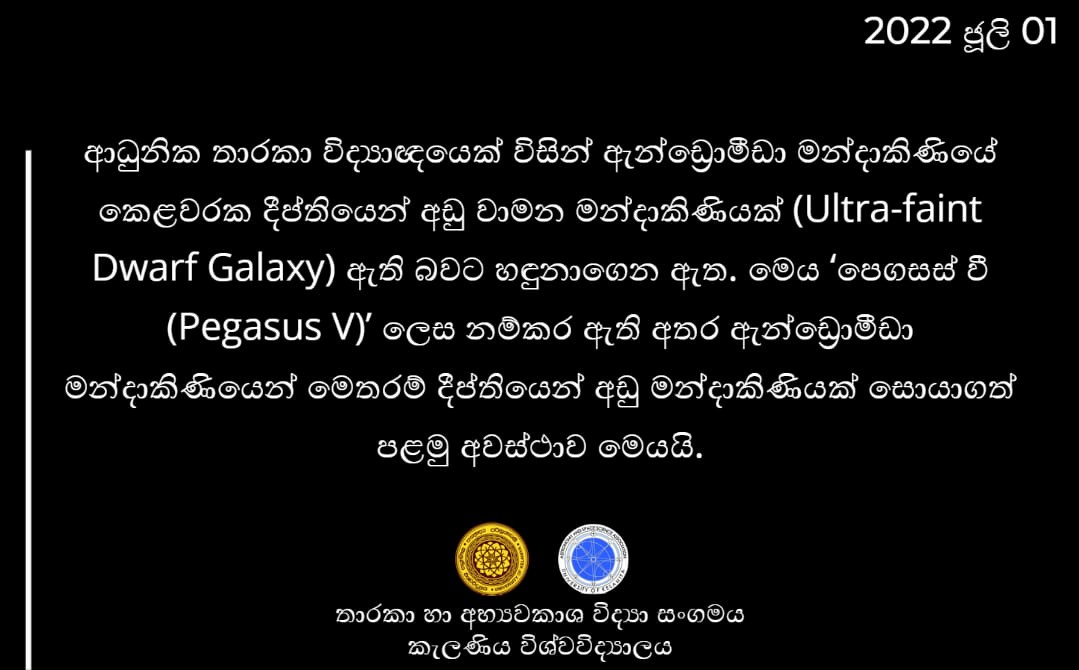 2022 ජූලි 01
ආධුනික තාරකා විද්‍යාඥයෙක් විසින් ඇන්ඩ්‍රොමීඩා මන්දාකිණියේ
කෙළවරක දීප්තියෙන් අඩු වාමන මන්දාකිණියක් (Ultra-faint
Dwarf Galaxy) ඇති බවට හඳුනාගෙන ඇත. මෙය ‘පෙගසස් වී
(Pegasus V)’ ලෙස නම්කර ඇති අතර ඇන්ඩ්‍රොමීඩා
මන්දාකිණියෙන් මෙතරම් දීප්තියෙන් අඩු මන්දාකිණියක් සොයාගත්
පළමු අවස්ථාව මෙයයි.
තාරකා හා අභ්‍යවකාශ විද්‍යා සංගමය
කැලණිය විශ්වවිද්‍යාලය